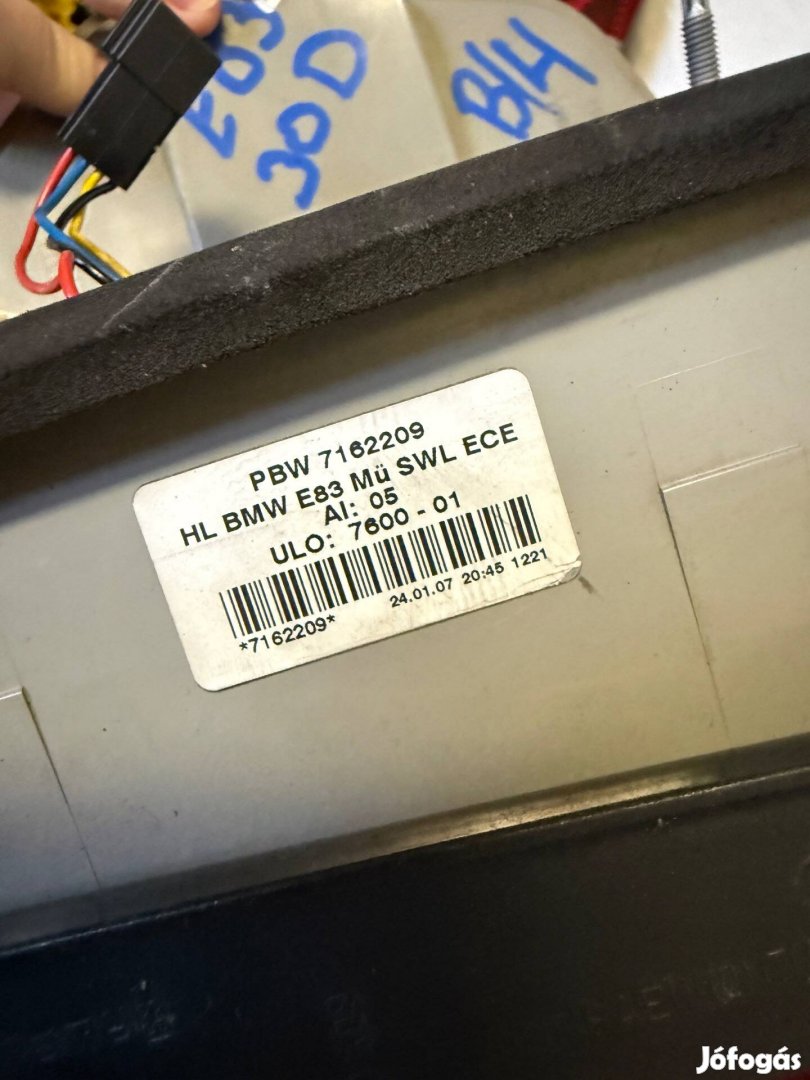 E83
30D
B/H
PBW 7162209
HL BMW E83 Mü SWL ECE
AI: 05
ULO: 7600 - 01
*7162209*
24.01.07 20:45 1221
Jófogás